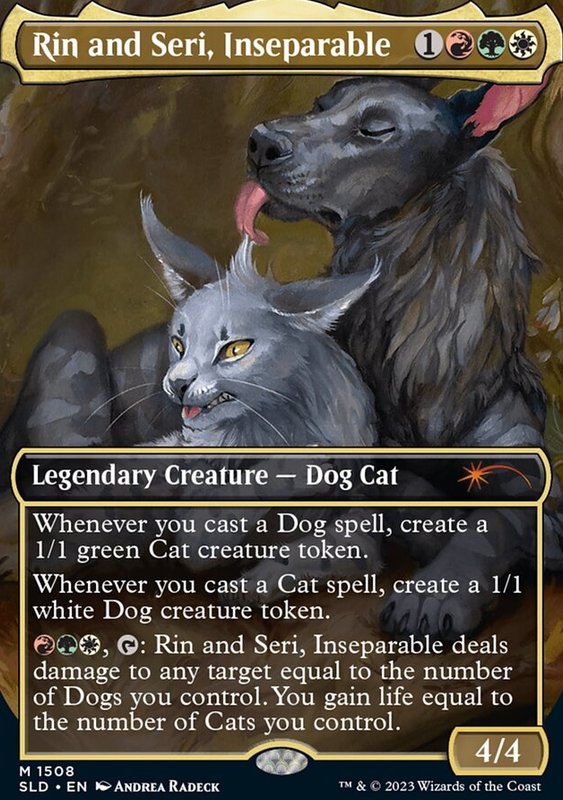 Rin and Seri, Inseparable 1
Legendary Creature — Dog Cat
Whenever you cast a Dog spell, create a
1/1 green Cat creature token.
Whenever you cast a Cat spell, create a 1/1
white Dog creature token.
, : Rin and Seri, Inseparable deals
damage to any target equal to the number
of Dogs you control. You gain life equal to
the number of Cats you control.
4/4
M 1508
SLD • EN Andrea Radeck
™ & © 2023 Wizards of the Coast